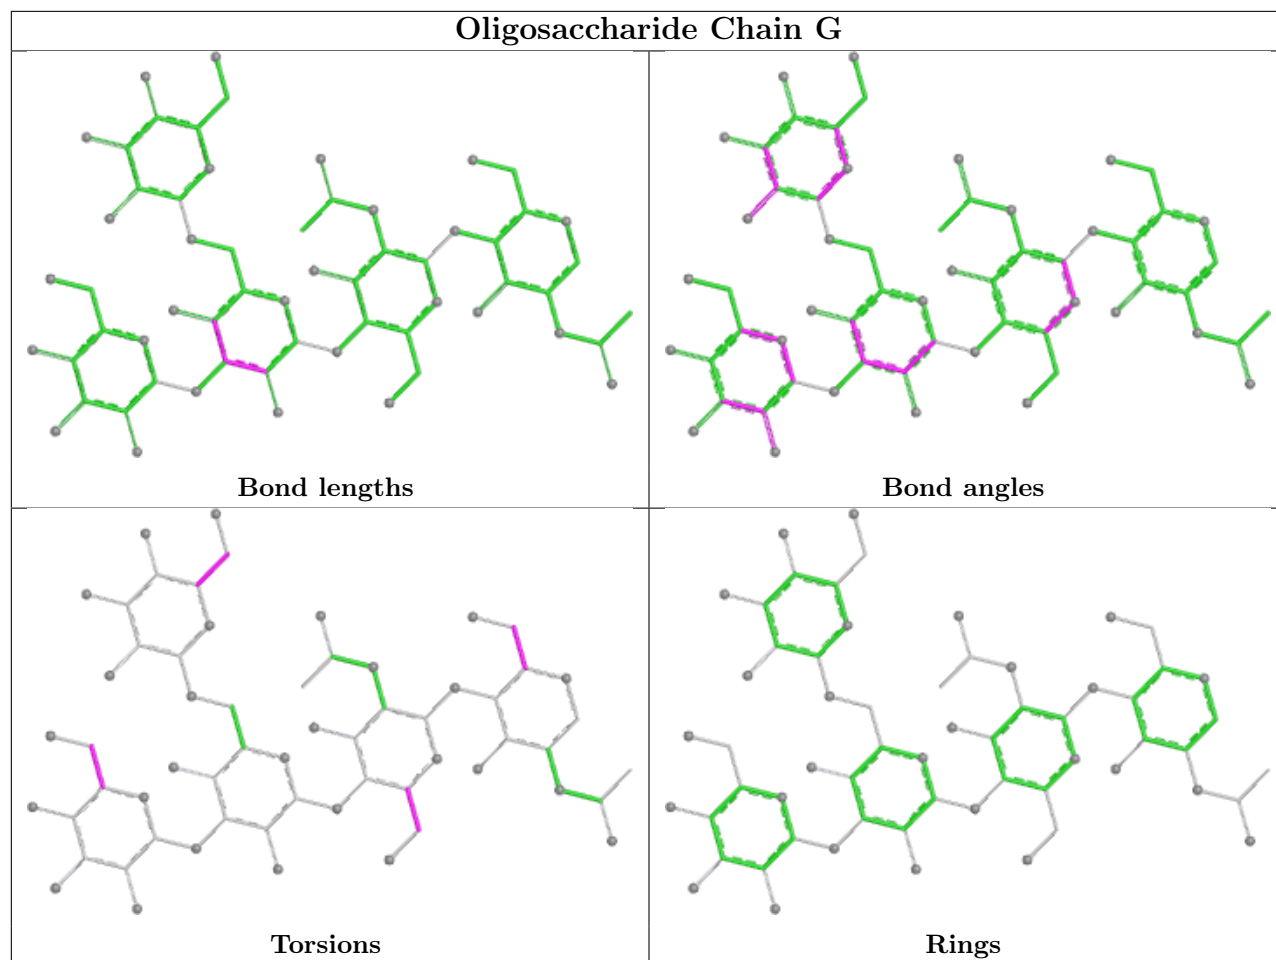 Oligosaccharide Chain G
Bond lengths
Bond angles
Torsions
Rings